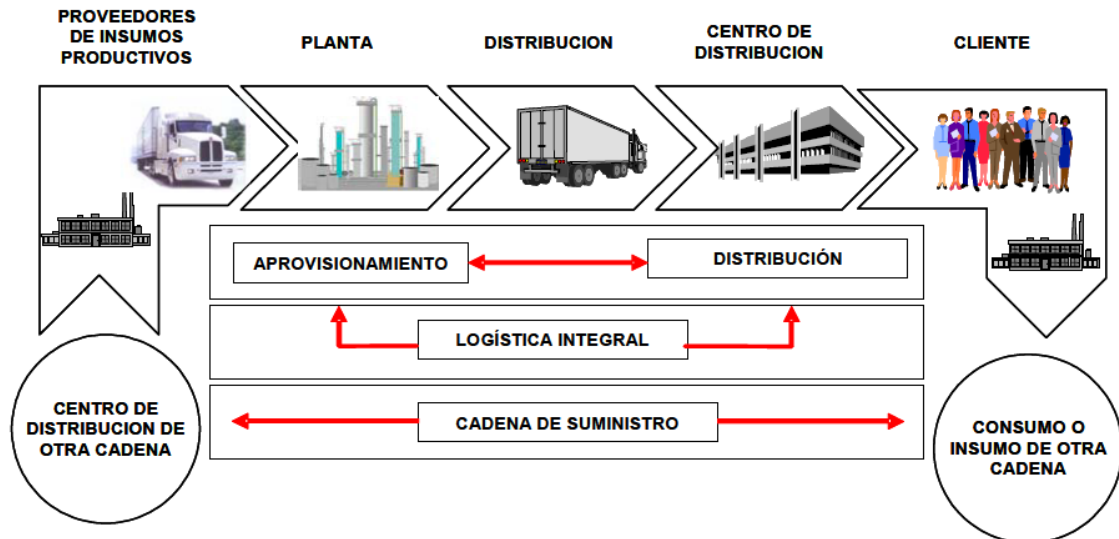 PROVEEDORES
DE INSUMOS
PRODUCTIVOS
PLANTA
DISTRIBUCION
CENTRO DE
DISTRIBUCION
CLIENTE
APROVISIONAMIENTO
DISTRIBUCIÓN
LOGÍSTICA INTEGRAL
CADENA DE SUMINISTRO
CENTRO DE
DISTRIBUCION DE
OTRA CADENA
CONSUMO O
INSUMO DE OTRA
CADENA